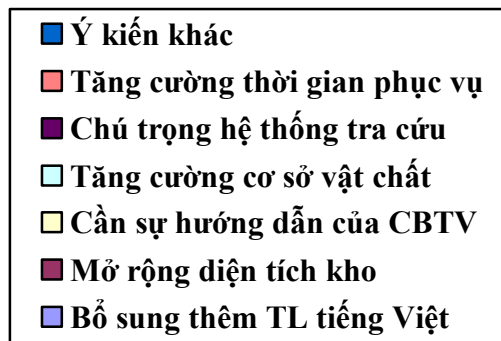 Ý kiến khác
Tăng cường thời gian phục vụ
Chú trọng hệ thống tra cứu
Tăng cường cơ sở vật chất
Cần sự hướng dẫn của CBTV
Mở rộng diện tích kho
Bổ sung thêm TL tiếng Việt